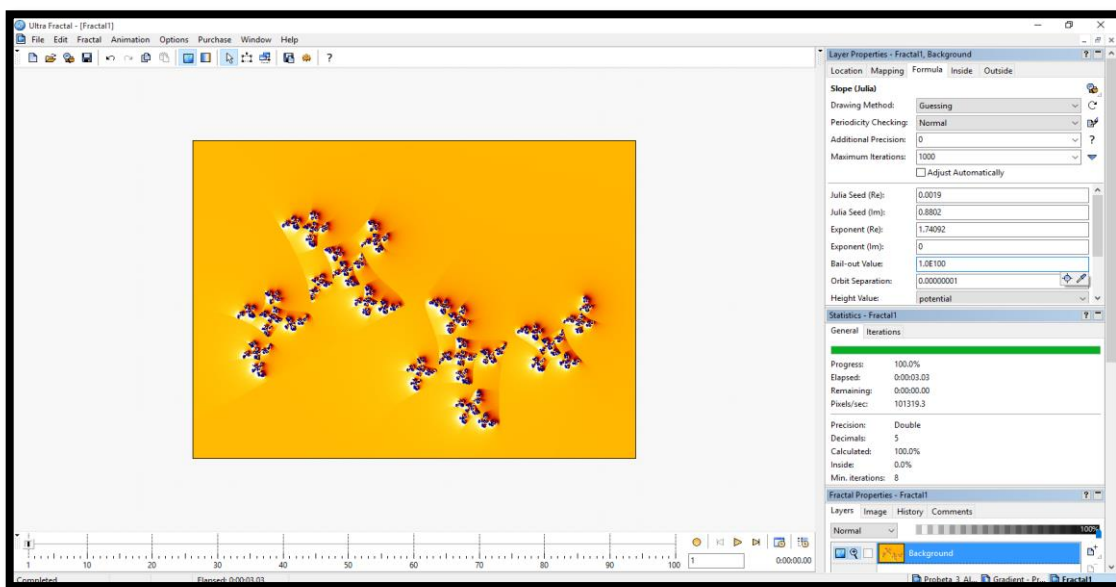 Ultra Fractal - [Fractal1]
File Edit Fractal Animation Options Purchase Window Help
?
Layer Properties - Fractal1, Background
Location Mapping Formula Inside Outside
Slope (Julia)
Drawing Method: Guessing
Periodicity Checking: Normal
Additional Precision: 0
?
Maximum Iterations: 1000
Adjust Automatically
Julia Seed (Re): 0.0019
Julia Seed (Im): 0.8802
Exponent (Re): 1.74092
Exponent (Im): 0
Bail-out Value: 1.0E100
Orbit Separation: 0.00000001
Height Value: potential
Statistics - Fractal1
General Iterations
Progress: 100.0%
Elapsed: 0:00:03.03
Remaining: 0:00:00.00
Pixels/sec: 101319.3
Precision: Double
Decimals: 5
Calculated: 100.0%
Inside: 0.0%
Min. iterations: 8
Fractal Properties - Fractal1
Layers Image History Comments
Normal 100%
Background
1 10 20 30 40 50 60 70 80 90 100
1 0:00:00.00
Completed Elapsed: 0:00:03.03 Probeta_3_Al... Gradient - Pr... Fractal1